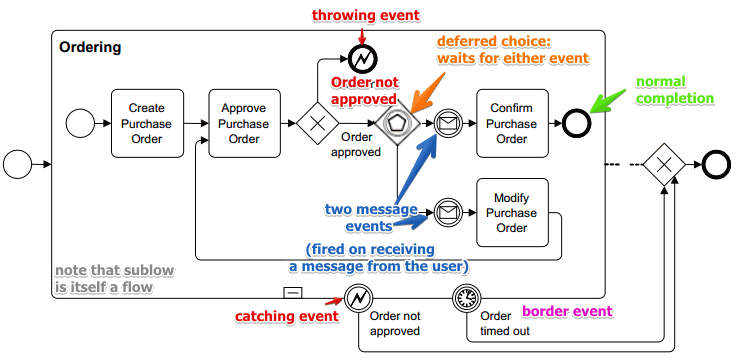 throwing event
Ordering
deferred choice:
waits for either event
Order not
approved
normal
completion
Create
Purchase
Order
Approve
Purchase
Order
Order
approved
Confirm
Purchase
Order
two message
events
Modify
Purchase
Order
(fired on receiving
a message from the user)
note that sublow
is itself a flow
catching event
Order not
approved
Order
timed out
border event